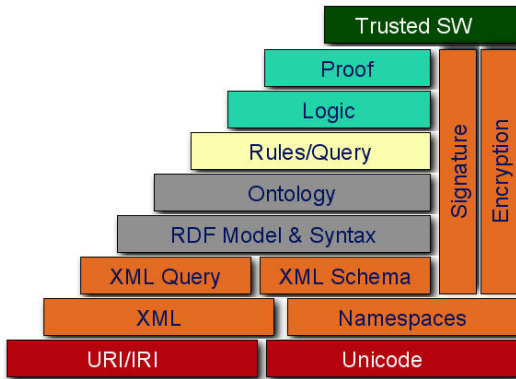 Trusted SW
Proof
Logic
Rules/Query
Ontology
RDF Model & Syntax
XML Query XML Schema
Signature
Encryption
XML Namespaces
URI/IRI Unicode